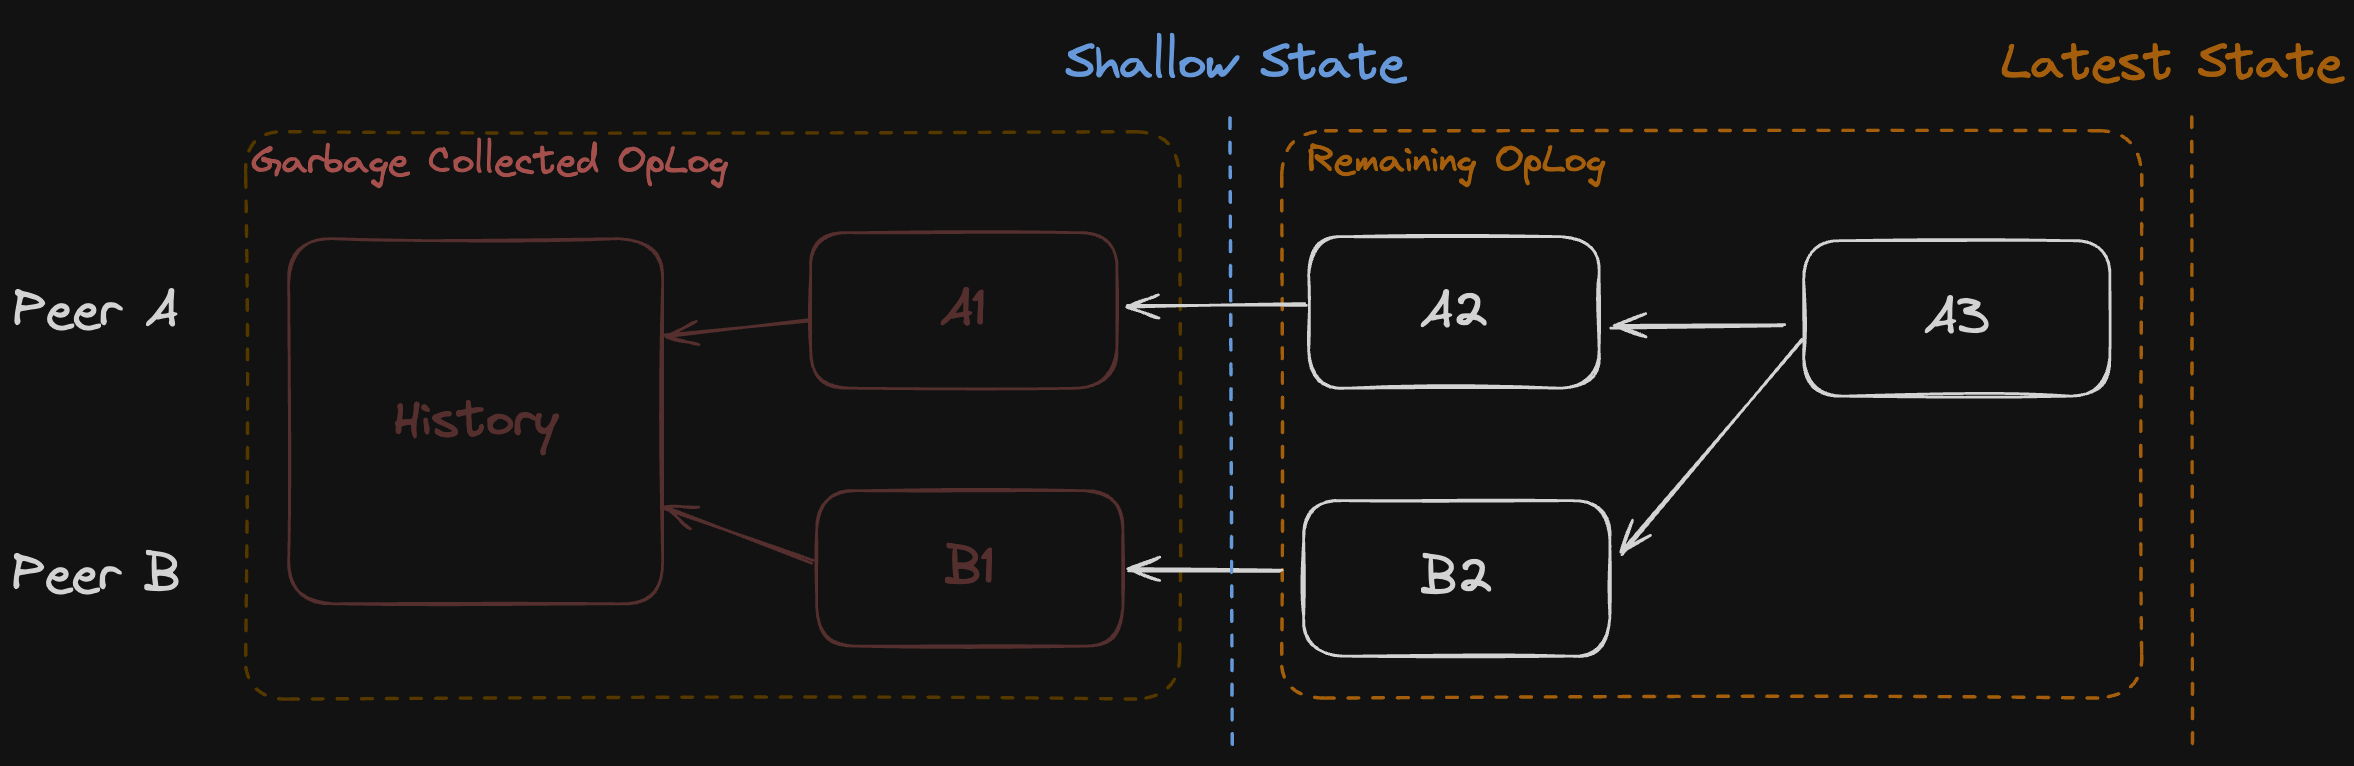 Shallow State
Latest State
Garbage Collected OpLog
Remaining OpLog
Peer A
A1
A2
A3
History
Peer B
B1
B2